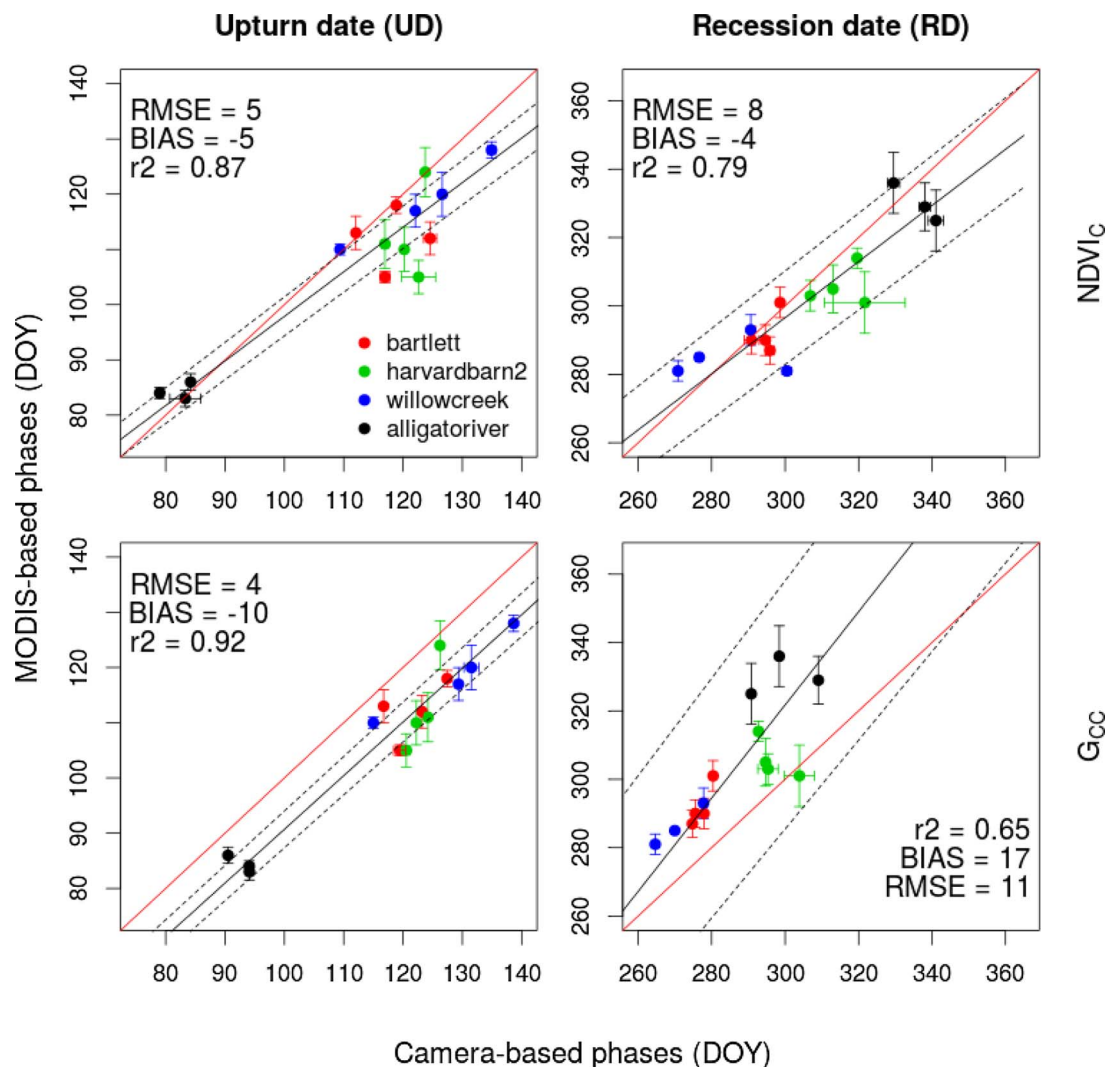 Upturn date (UD)
Recession date (RD)
140
120
100
90
80
RMSE = 5
BIAS = -5
r2 = 0.87
bartlett
harvardbarn2
willowcreek
alligatoriver
80 90 100 110 120 130 140
360
340
320
300
280
260
RMSE = 8
BIAS = -4
r2 = 0.79
260 280 300 320 340 360
NDVIC
MODIS-based phases (DOY)
140
120
100
90
80
RMSE = 4
BIAS = -10
r2 = 0.92
80 90 100 110 120 130 140
360
340
320
300
280
260
r2 = 0.65
BIAS = 17
RMSE = 11
260 280 300 320 340 360
GCC
Camera-based phases (DOY)